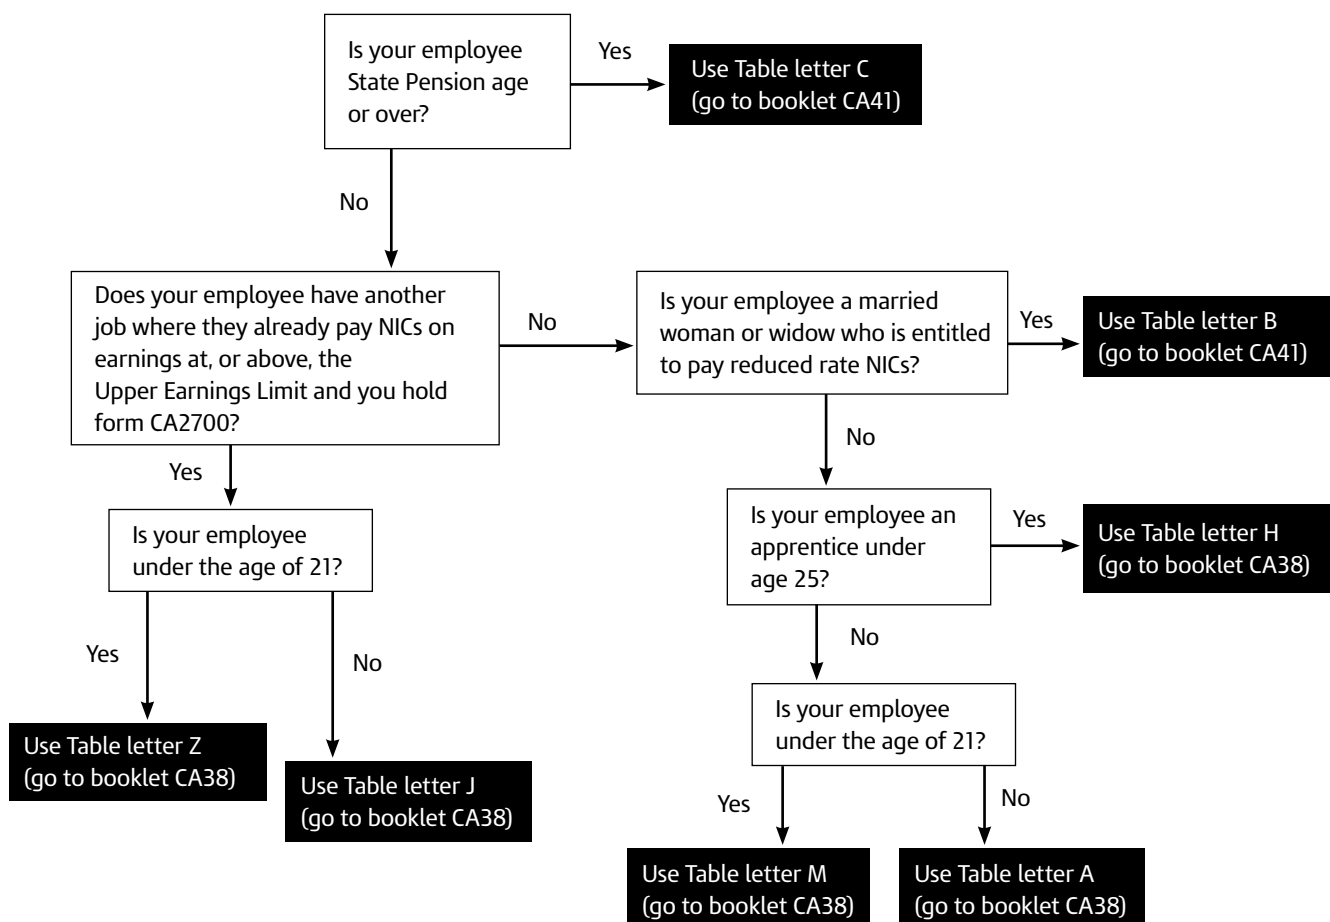 Is your employee
State Pension age
or over?
Yes
Use Table letter C
(go to booklet CA41)
No
Does your employee have another
job where they already pay NICs on
earnings at, or above, the
Upper Earnings Limit and you hold
form CA2700?
No
Is your employee a married
woman or widow who is entitled
to pay reduced rate NICs?
Yes
Use Table letter B
(go to booklet CA41)
Yes
No
Is your employee
under the age of 21?
Is your employee an
apprentice under
age 25?
Yes
Use Table letter H
(go to booklet CA38)
Yes
No
No
Is your employee
under the age of 21?
Use Table letter Z
(go to booklet CA38)
Use Table letter J
(go to booklet CA38)
Yes
No
Use Table letter M
(go to booklet CA38)
Use Table letter A
(go to booklet CA38)